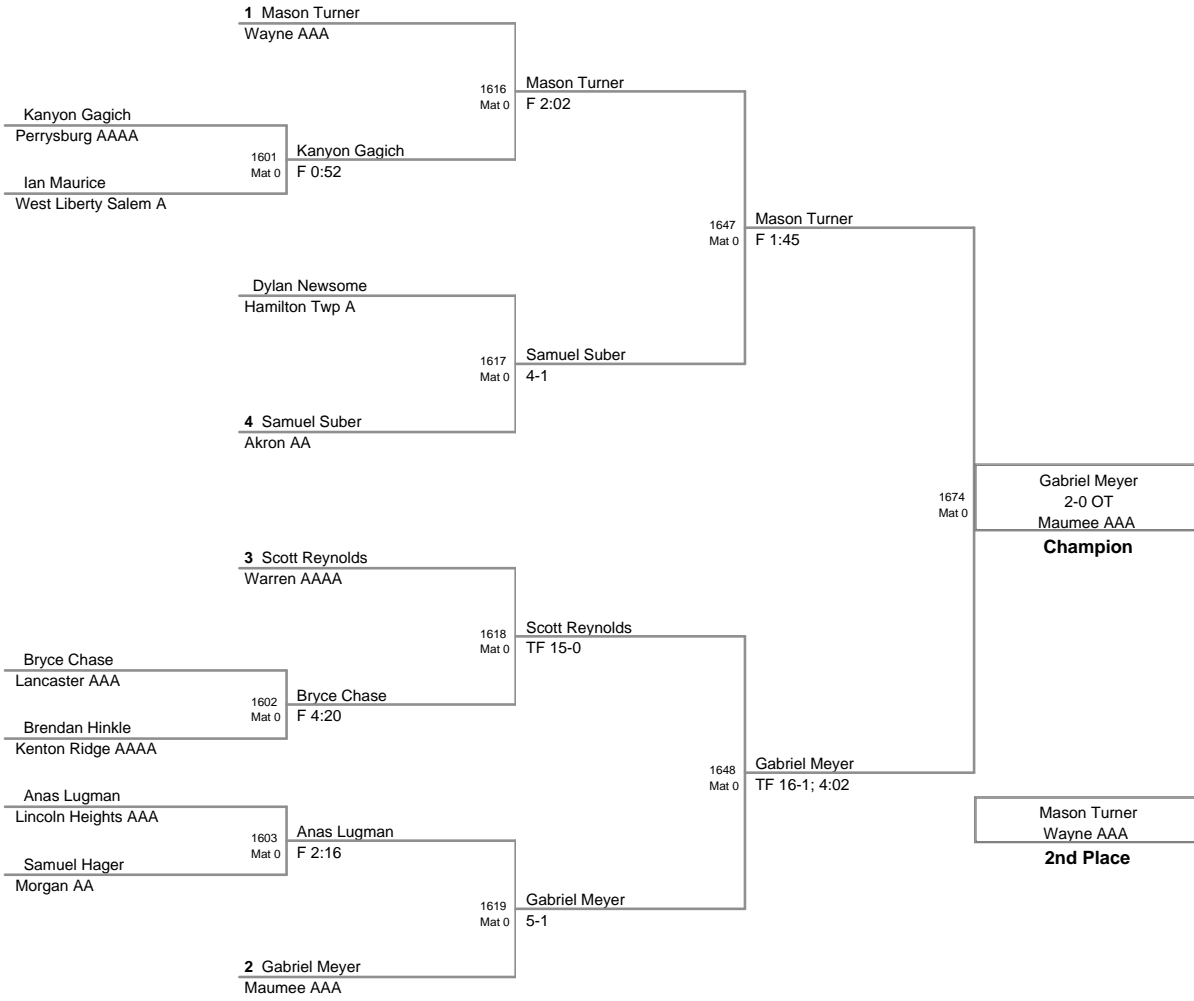 1 Mason Turner
Wayne AAA
1616
Mat 0
Mason Turner
F 2:02
Kanyon Gagich
Perrysburg AAAA
1601
Mat 0
Kanyon Gagich
F 0:52
Ian Maurice
West Liberty Salem A
1647
Mat 0
Mason Turner
F 1:45
Dylan Newsome
Hamilton Twp A
1617
Mat 0
Samuel Suber
4-1
4 Samuel Suber
Akron AA
1674
Mat 0
Gabriel Meyer
2-0 OT
Maumee AAA
Champion
3 Scott Reynolds
Warren AAAA
1618
Mat 0
Scott Reynolds
TF 15-0
Bryce Chase
Lancaster AAA
1602
Mat 0
Bryce Chase
F 4:20
Brendan Hinkle
Kenton Ridge AAAA
1648
Mat 0
Gabriel Meyer
TF 16-1; 4:02
Anas Lugman
Lincoln Heights AAA
1603
Mat 0
Anas Lugman
F 2:16
Samuel Hager
Morgan AA
Mason Turner
Wayne AAA
2nd Place
1619
Mat 0
Gabriel Meyer
5-1
2 Gabriel Meyer
Maumee AAA